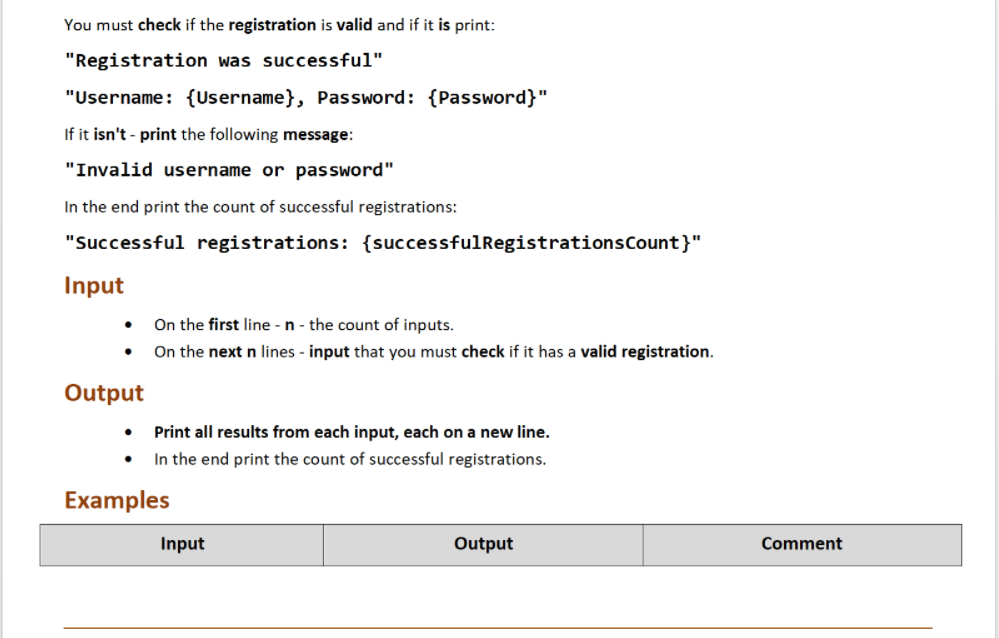 You must check if the registration is valid and if it is print:
"Registration was successful"
"Username: {Username}, Password: {Password}"
If it isn't - print the following message:
"Invalid username or password"
In the end print the count of successful registrations:
"Successful registrations: {successfulRegistrationsCount}"
Input
• On the first line - n - the count of inputs.
• On the next n lines - input that you must check if it has a valid registration.
Output
• Print all results from each input, each on a new line.
• In the end print the count of successful registrations.
Examples
Input Output Comment